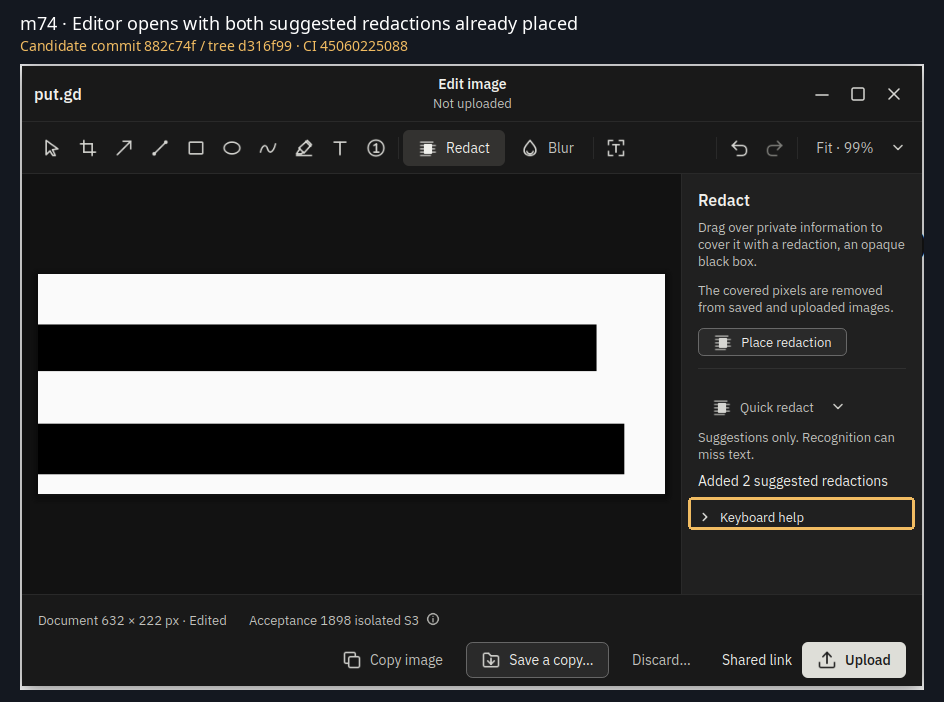 m74 · Editor opens with both suggested redactions already placed
Candidate commit 882c74f / tree d316f99 · CI 45060225088
put.gd
Edit image
Not uploaded
T
1
Redact
Blur
T
Fit · 99%
Redact
Drag over private information to
cover it with a redaction, an opaque
black box.
The covered pixels are removed
from saved and uploaded images.
Place redaction
Quick redact
Suggestions only. Recognition can
miss text.
Added 2 suggested redactions
Keyboard help
Document 632 × 222 px · Edited
Acceptance 1898 isolated S3
Copy image
Save a copy...
Discard...
Shared link
Upload